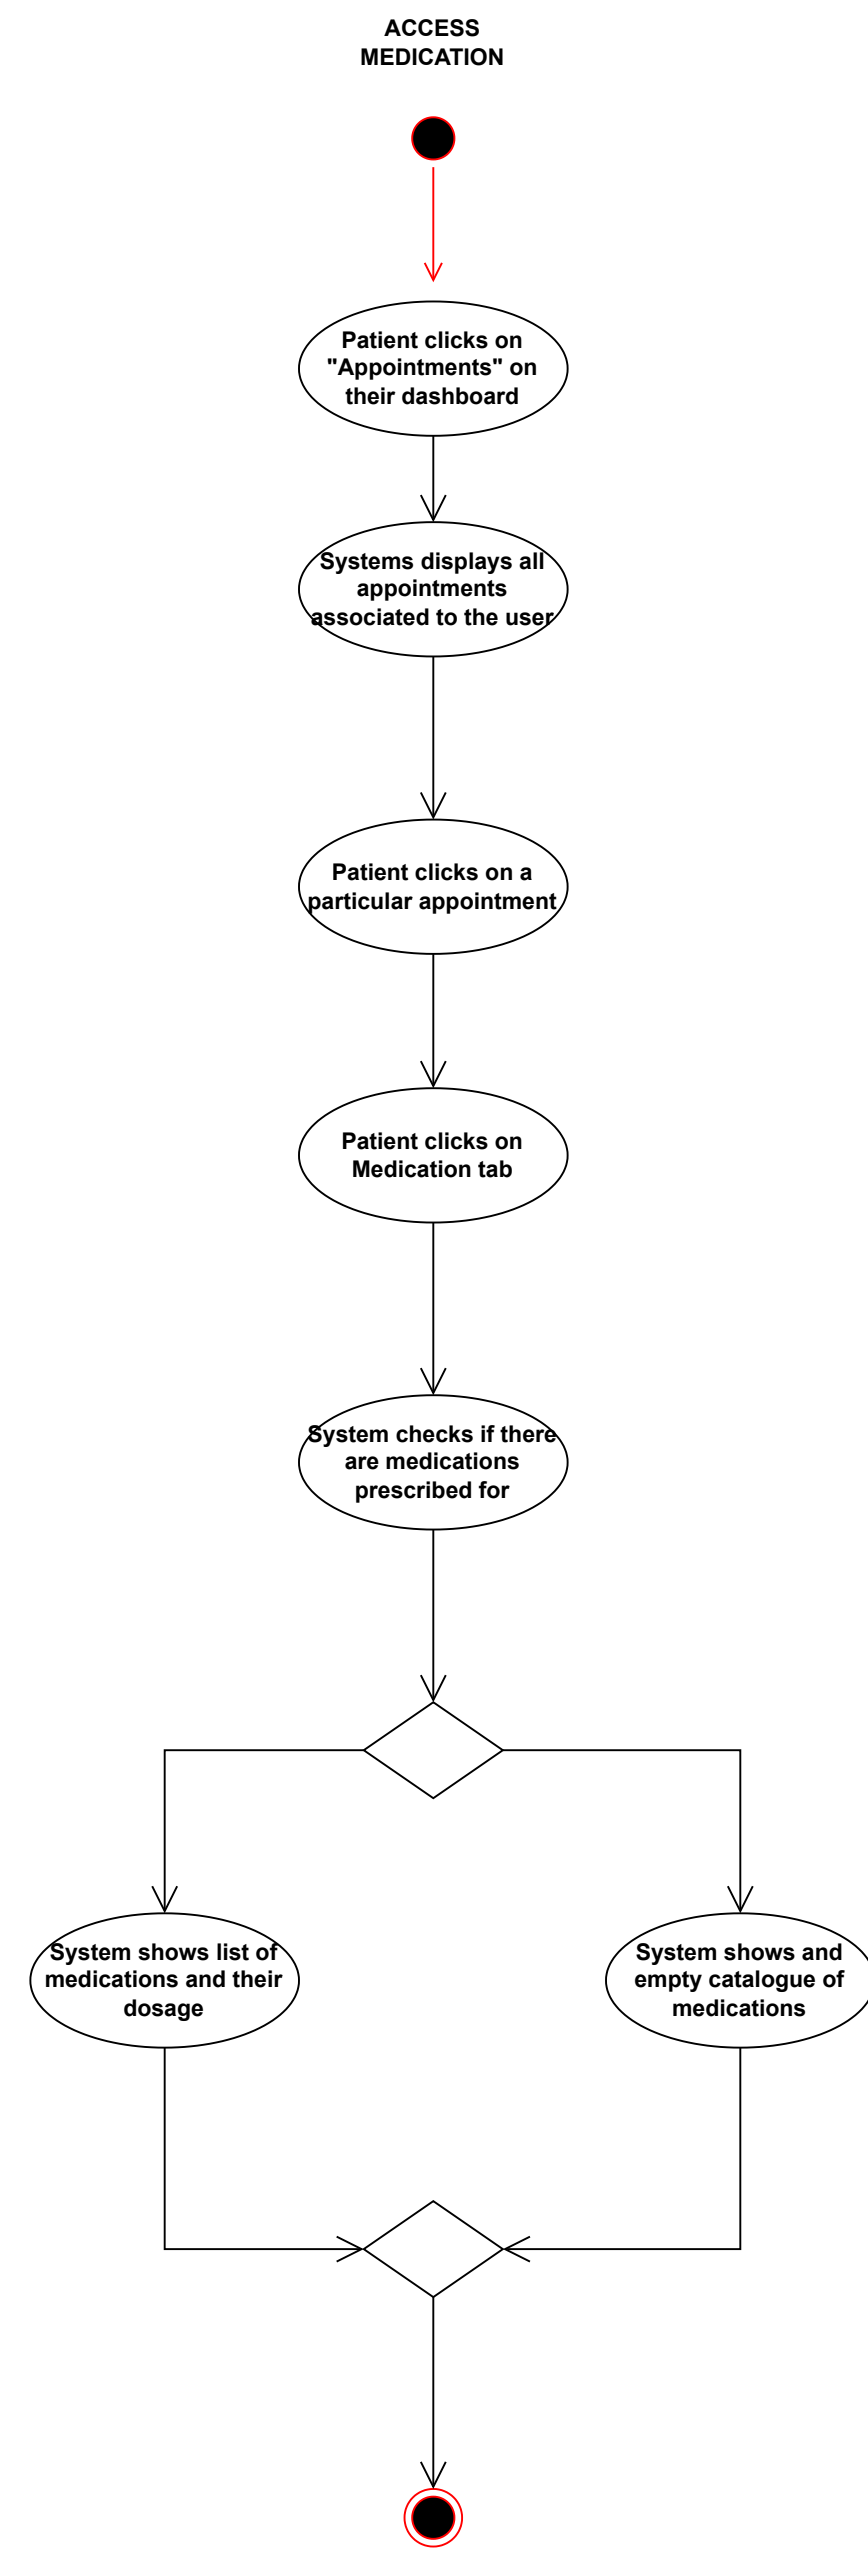 ACCESS
MEDICATION
Patient clicks on
"Appointments" on
their dashboard
Systems displays all
appointments
associated to the user
Patient clicks on a
particular appointment
Patient clicks on
Medication tab
System checks if there
are medications
prescribed for
System shows list of
medications and their
dosage
System shows and
empty catalogue of
medications